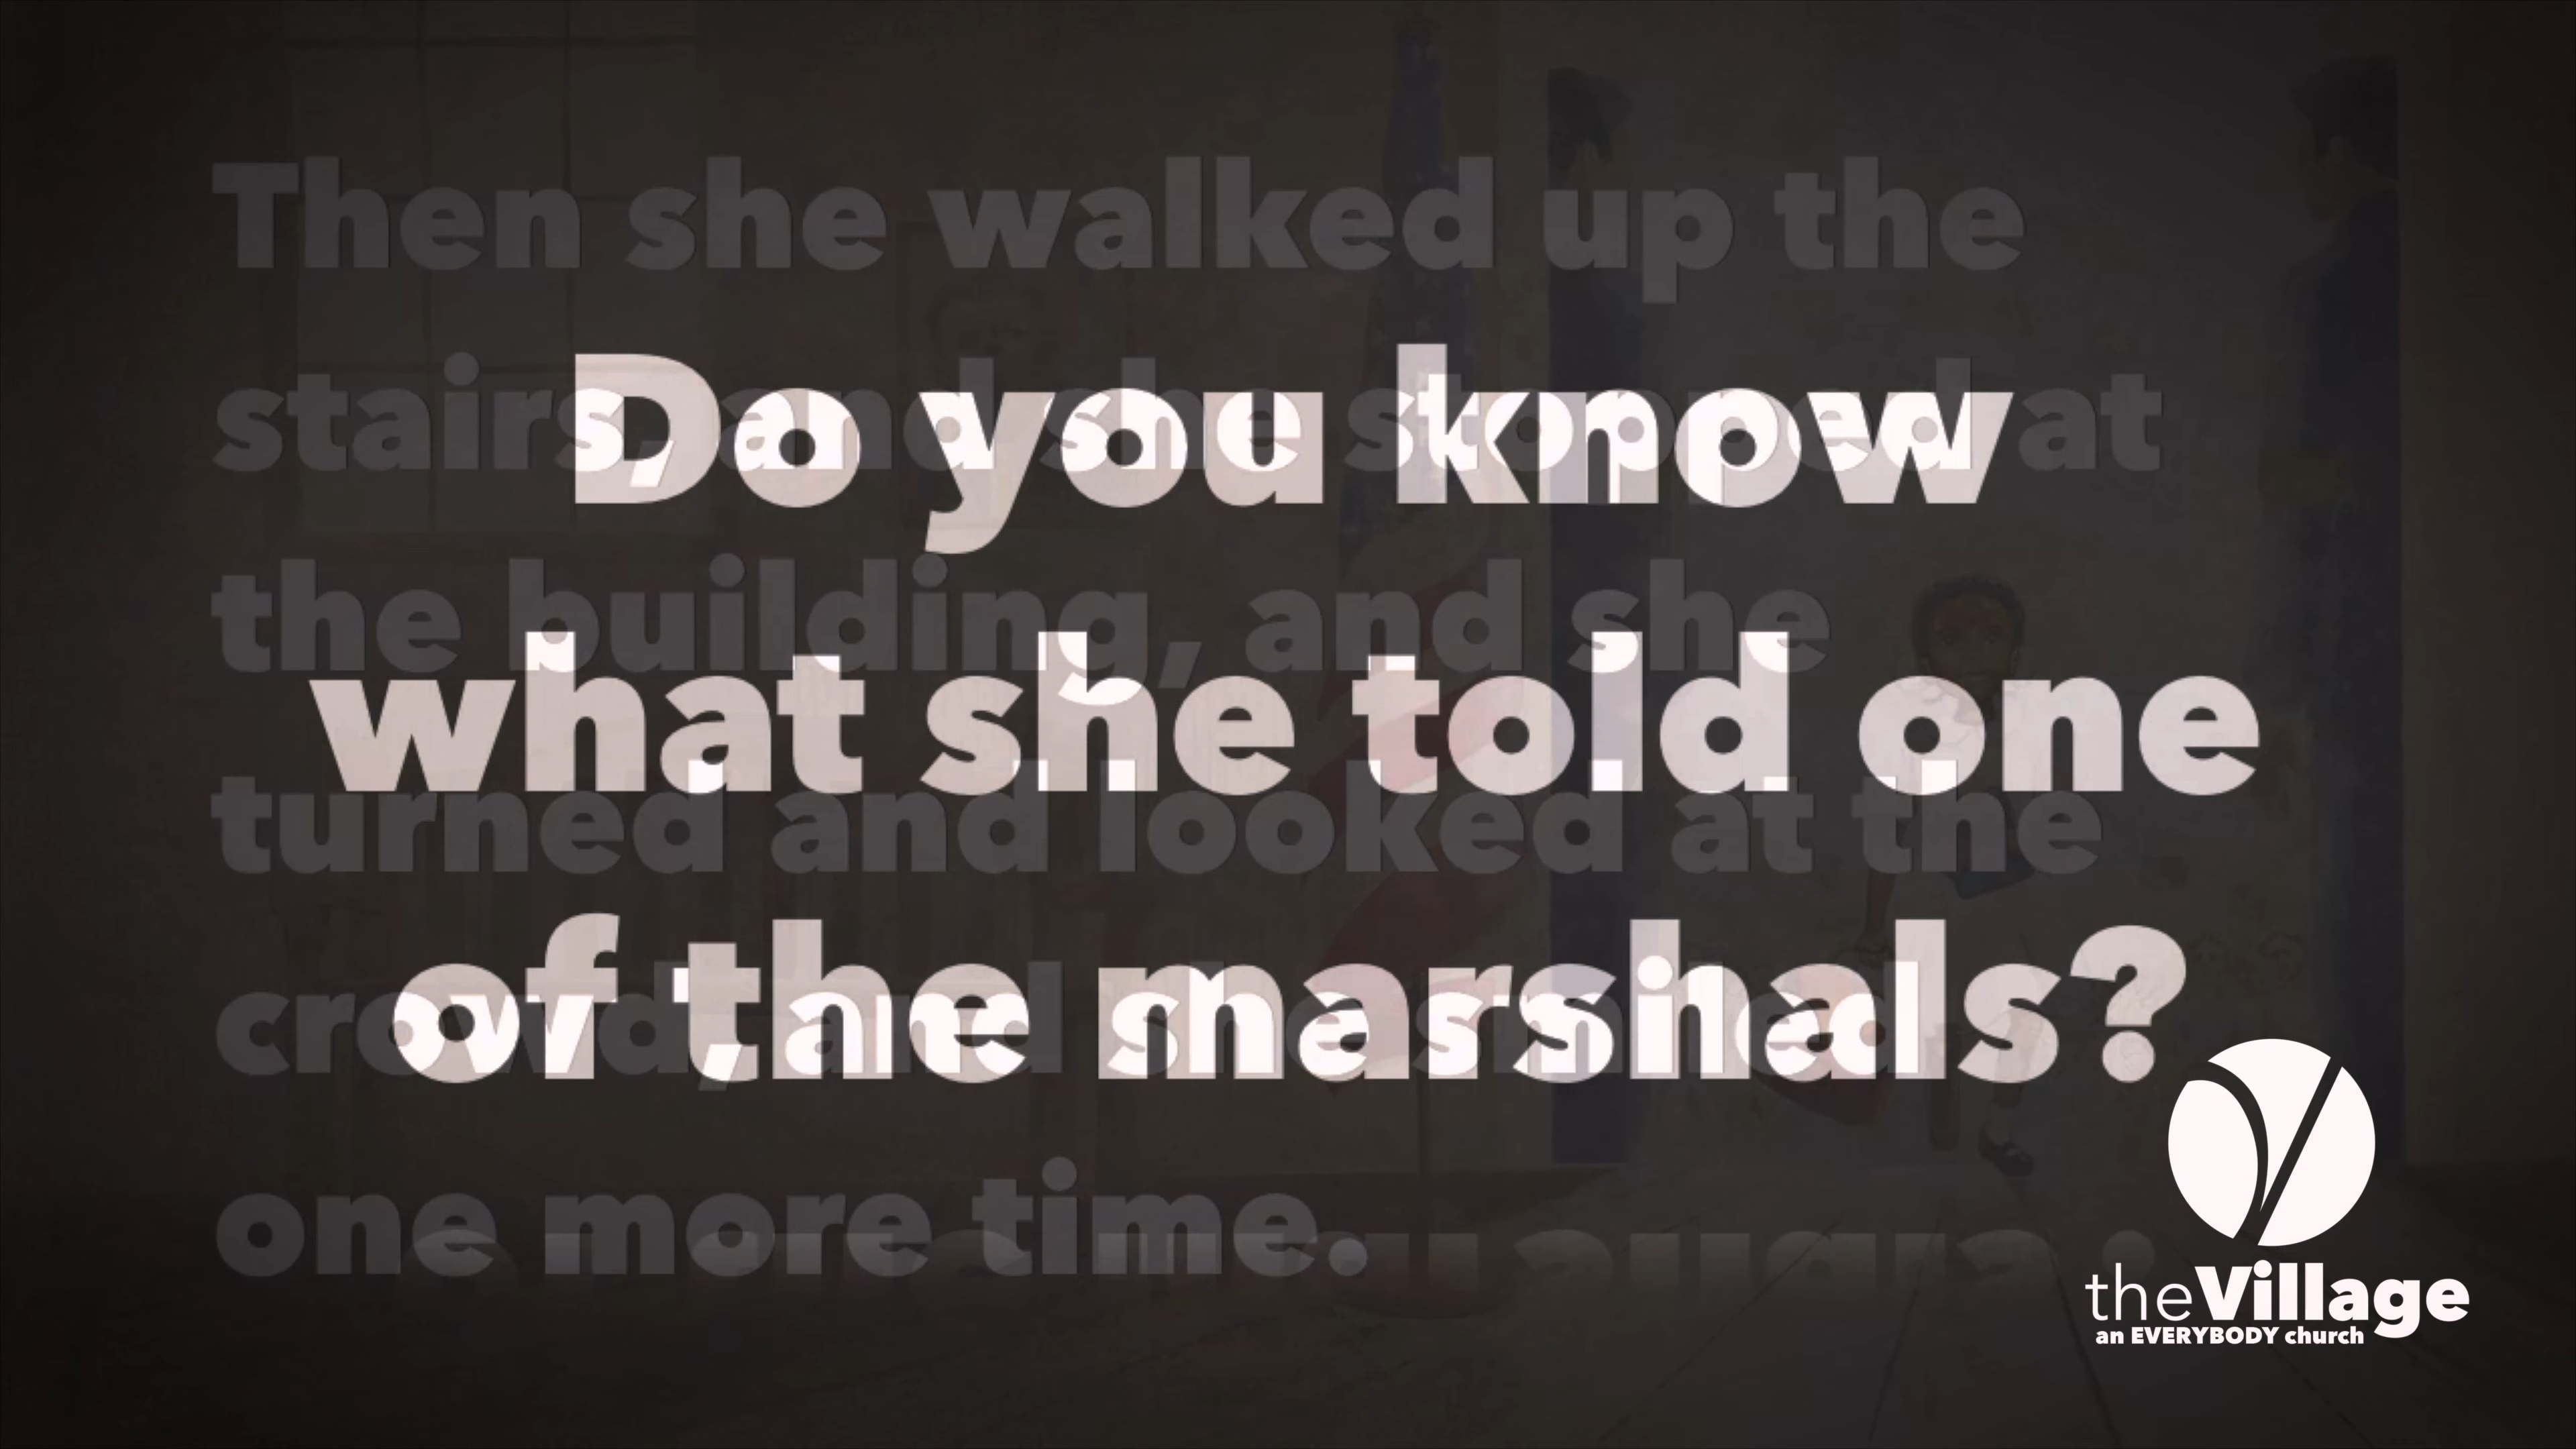 Then she walked up the
stairs, and she stopped at
the building, and she
turned and looked at the
crowd, and smiled
one more time.
Do you know
what she told one
of the marshals?
theVillage
an EVERYBODY church